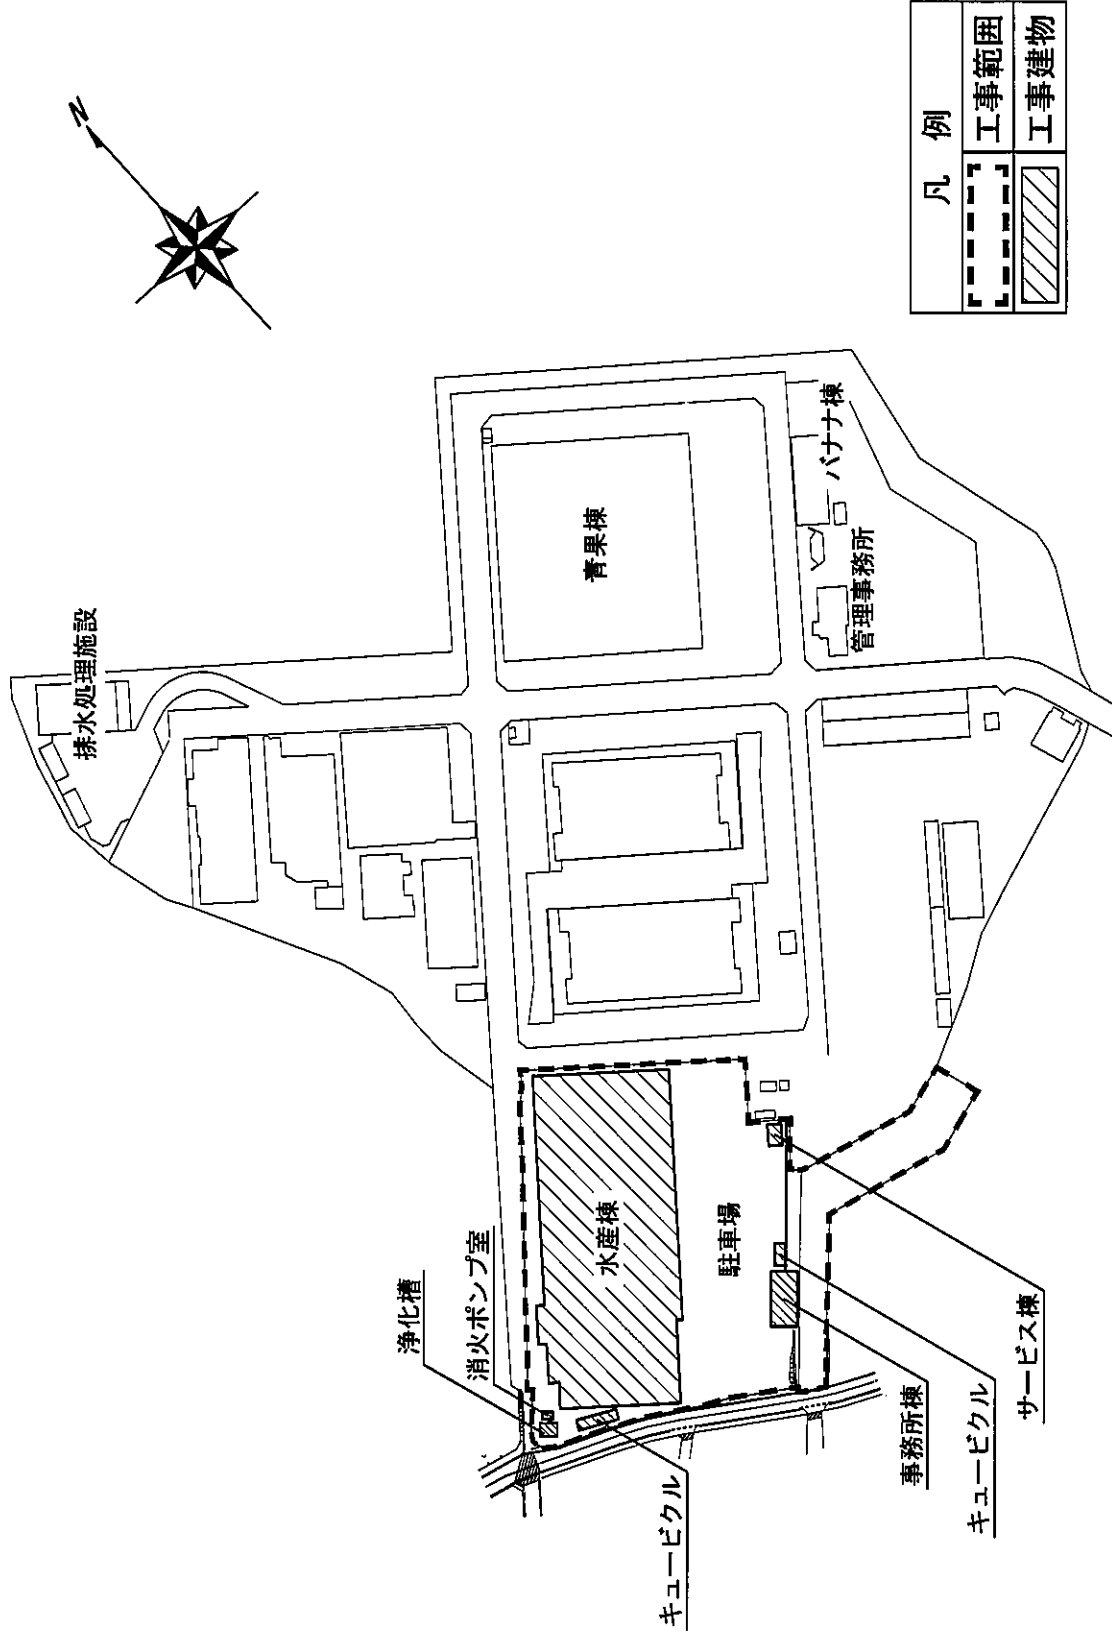 N
凡 例
工事範囲
工事建物
排水処理施設
青果棟
バナナ棟
管理事務所
水産棟
駐車場
浄化槽
消火ポンプ室
キュービクル
事務所棟
キュービクル
サービス棟